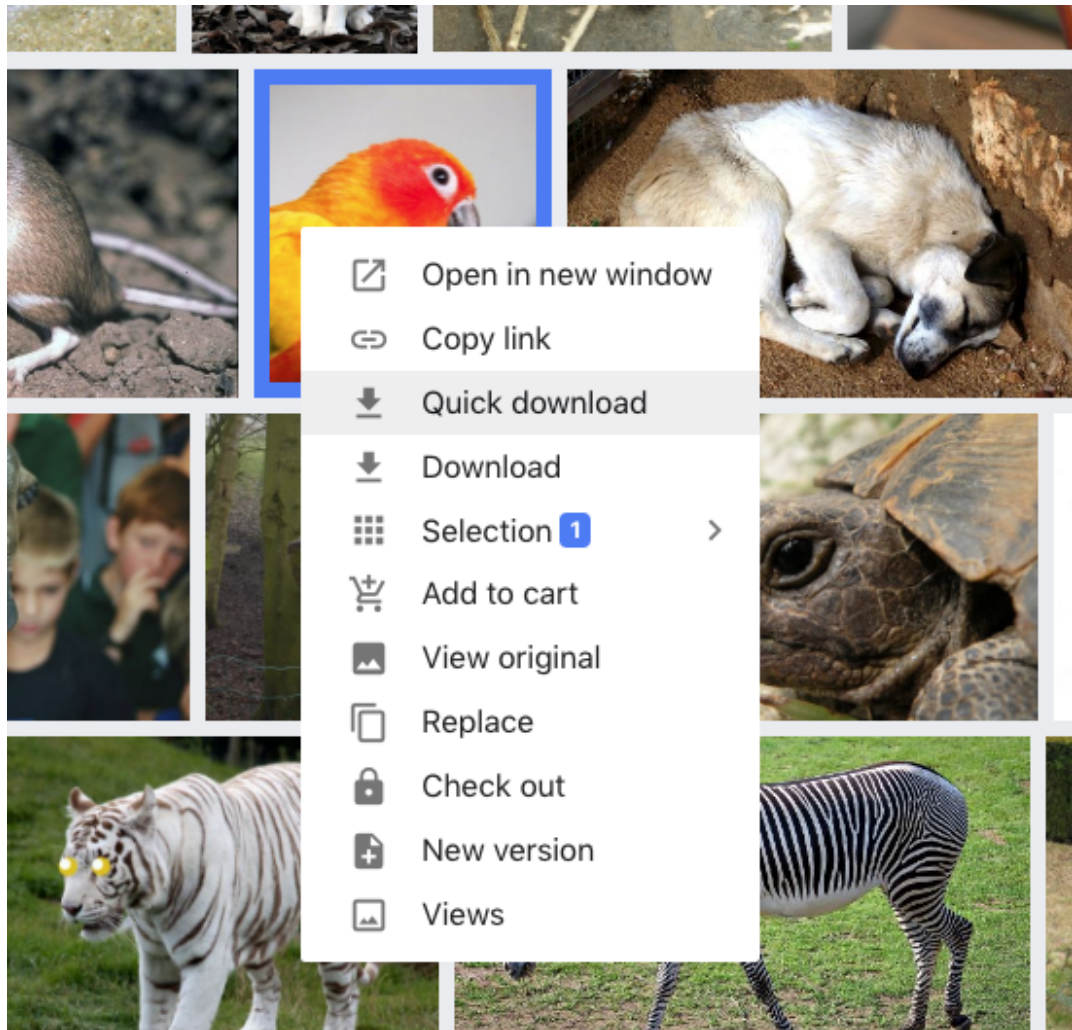 Open in new window
Copy link
Quick download
Download
Selection 1
Add to cart
View original
Replace
Check out
New version
Views